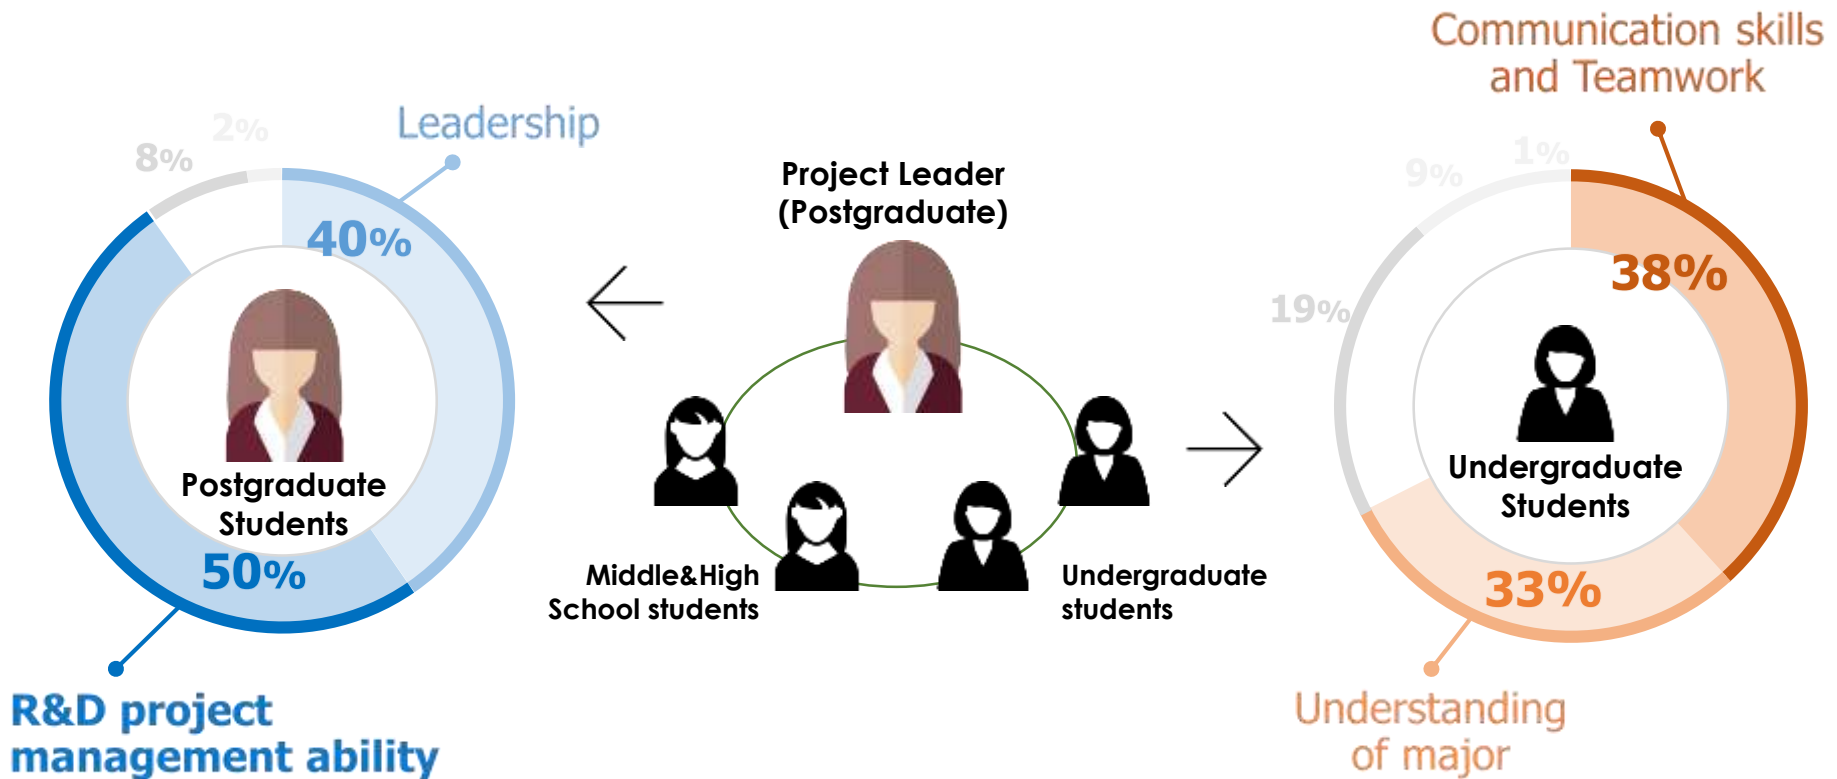 Leadership
2%
8%
40%
Postgraduate
Students
50%
R&D project
management ability
Project Leader
(Postgraduate)
Middle&High
School students
Undergraduate
students
Communication skills
and Teamwork
1%
9%
38%
19%
Undergraduate
Students
33%
Understanding
of major